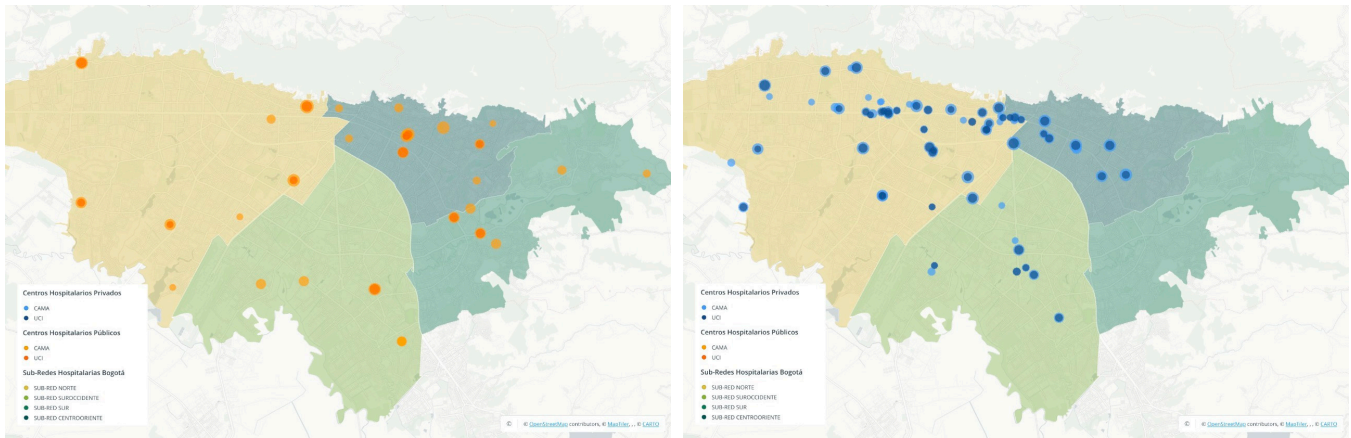 Centros Hospitalarios Privados
CAMA
UCI
Centros Hospitalarios Públicos
CAMA
UCI
Sub-Redes Hospitalarias Bogotá
SUB-RED NORTE
SUB-RED SUROCCIDENTE
SUB-RED SUR
SUB-RED CENTROORIENTE
© © OpenStreetMap contributors, © MapTiler, ... © CARTO
Centros Hospitalarios Privados
CAMA
UCI
Centros Hospitalarios Públicos
CAMA
UCI
Sub-Redes Hospitalarias Bogotá
SUB-RED NORTE
SUB-RED SUROCCIDENTE
SUB-RED SUR
SUB-RED CENTROORIENTE
© © OpenStreetMap contributors, © MapTiler, ... © CARTO